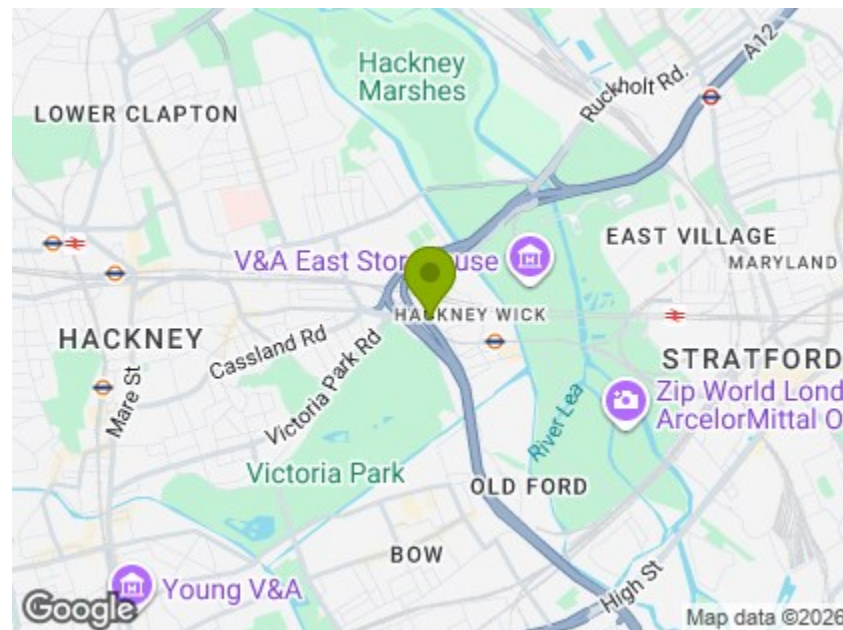 Hackney
Marshes
Ruckholt Rd.
A12
LOWER CLAPTON
EAST VILLAGE
V&A East Storehouse
MARYLAND
HACKNEY WICK
HACKNEY
Cassland Rd
Mare St
Victoria Park Rd
STRATFORD
Zip World Lond
ArcelorMittal O
River Lea
Victoria Park
OLD FORD
BOW
Young V&A
High St
Google
Map data ©2026